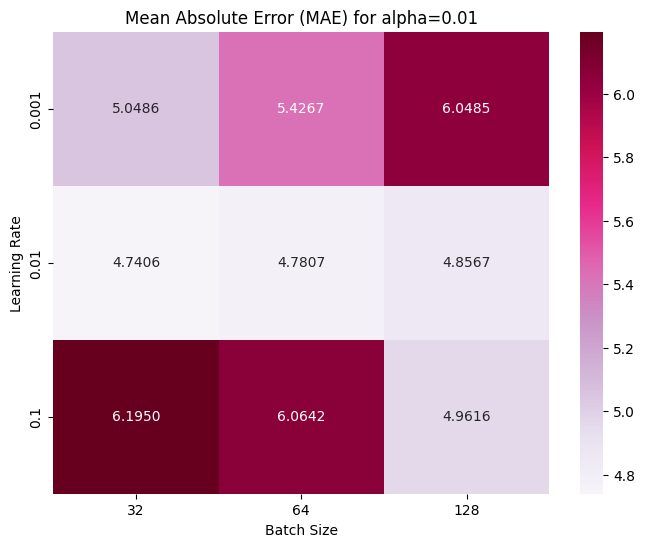 Mean Absolute Error (MAE) for alpha=0.01
Learning Rate
0.001
5.0486 5.4267 6.0485
0.01
4.7406 4.7807 4.8567
0.1
6.1950 6.0642 4.9616
32 64 128
Batch Size
6.0
5.8
5.6
5.4
5.2
5.0
4.8